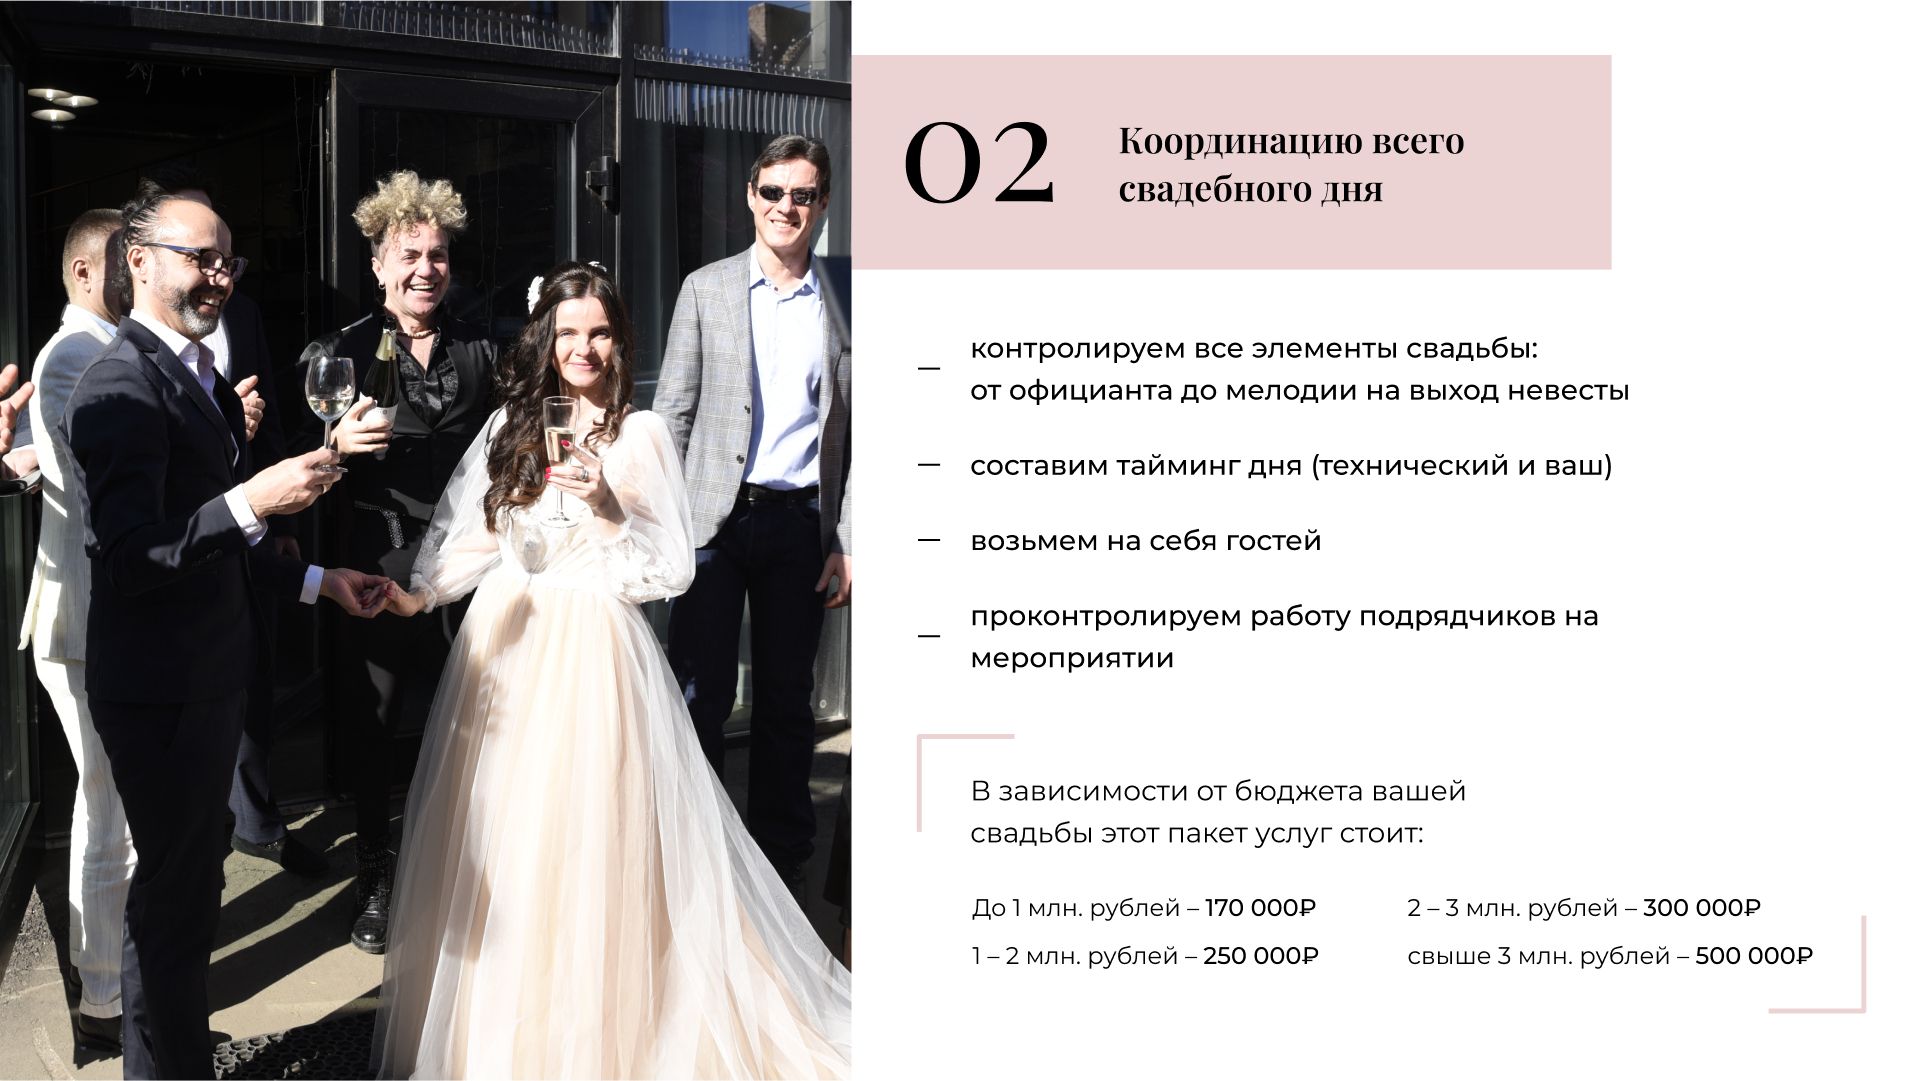 02
Координацию всего
свадебного дня
— контролируем все элементы свадьбы:
от официанта до мелодии на выход невесты
— составим тайминг дня (технический и ваш)
— возьмем на себя гостей
— проконтролируем работу подрядчиков на
мероприятии
В зависимости от бюджета вашей
свадьбы этот пакет услуг стоит:
До 1 млн. рублей – 170 000₽
1 – 2 млн. рублей – 250 000₽
2 – 3 млн. рублей – 300 000₽
свыше 3 млн. рублей – 500 000₽